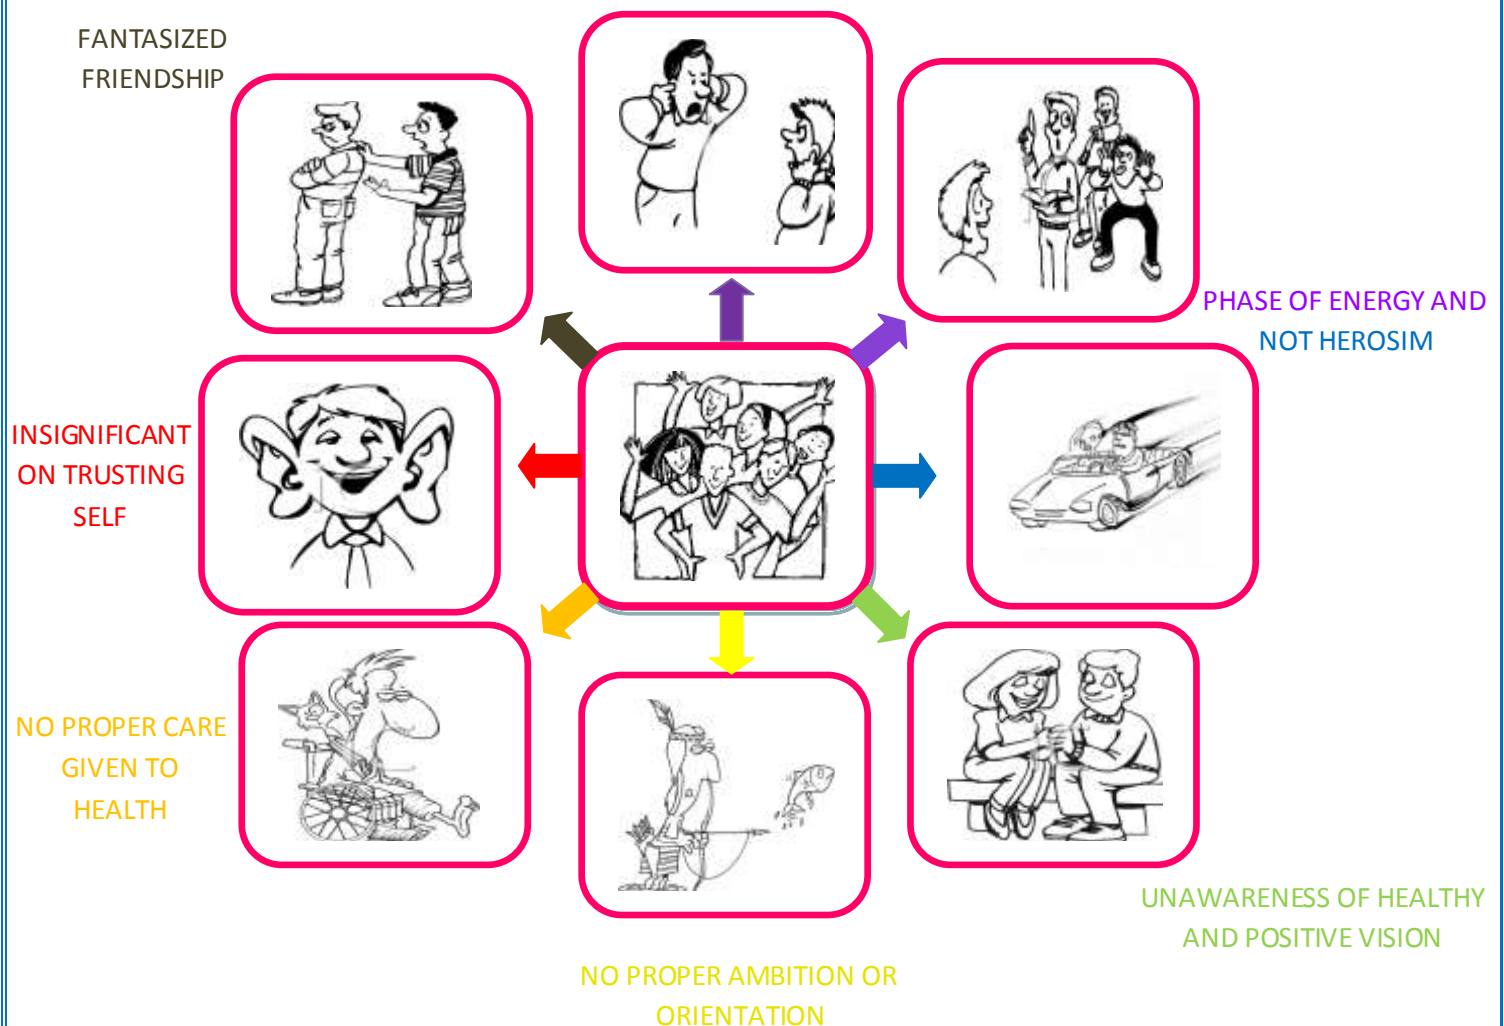 FANTASIZED
FRIENDSHIP
PHASE OF ENERGY AND
NOT HEROSIM
INSIGNIFICANT
ON TRUSTING
SELF
NO PROPER CARE
GIVEN TO
HEALTH
UNAWARENESS OF HEALTHY
AND POSITIVE VISION
NO PROPER AMBITION OR
ORIENTATION